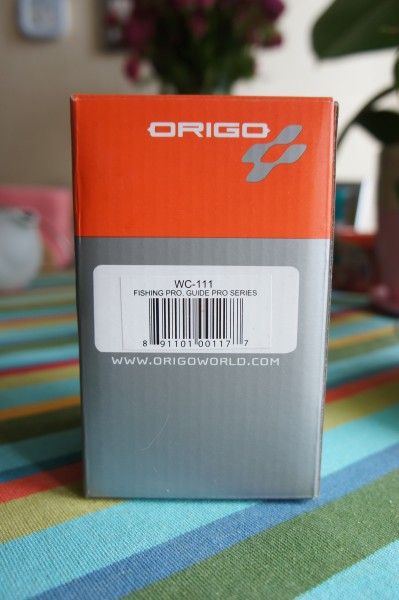 ORIGO
WC-111
FISHING PRO. GUIDE PRO SERIES
8 91101 00117 7
WWW.ORIGOWORLD.COM